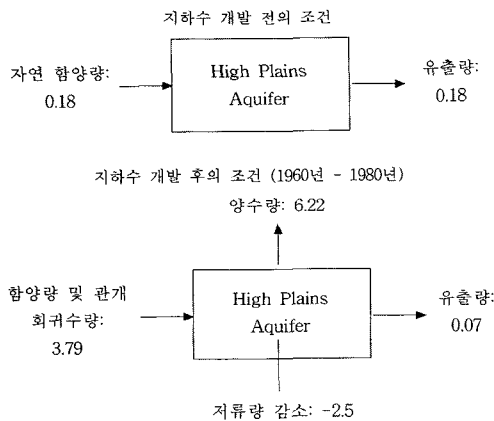 지하수 개발 전의 조건
자연 함양량:
0.18
High Plains
Aquifer
유출량:
0.18
지하수 개발 후의 조건 (1960년 - 1980년)
양수량: 6.22
함양량 및 관개
회귀수량:
3.79
High Plains
Aquifer
유출량:
0.07
저류량 감소: -2.5